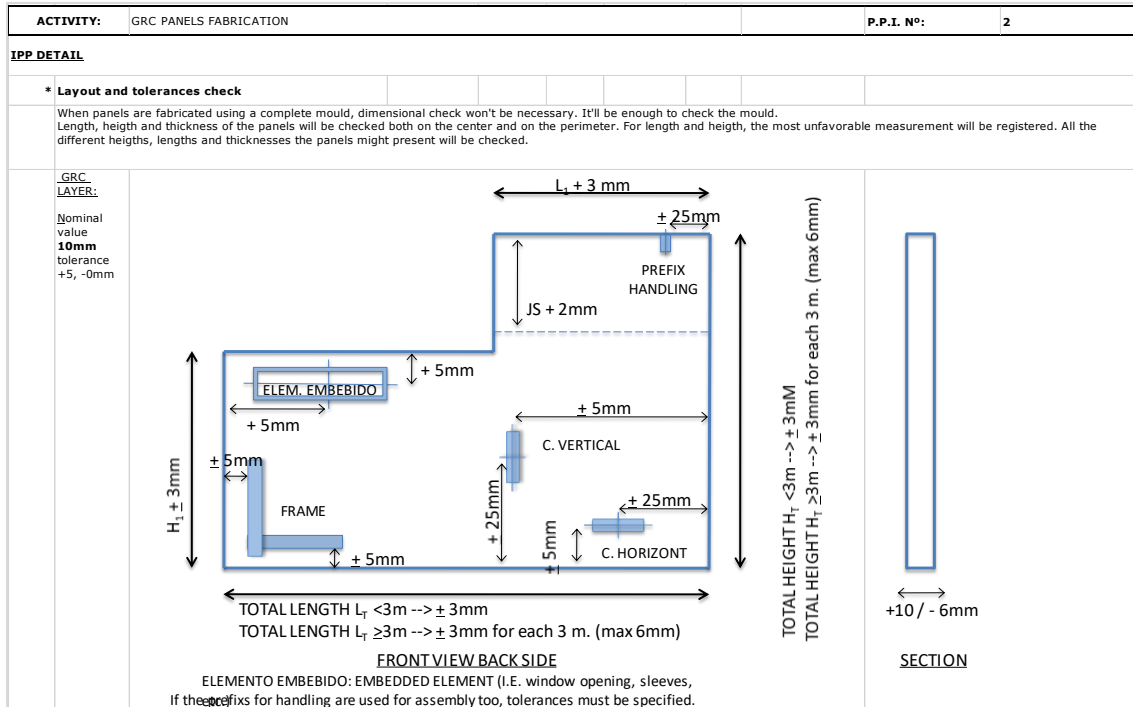 ACTIVITY: GRC PANELS FABRICATION P.P.I. Nº: 2
IPP DETAIL
* Layout and tolerances check
When panels are fabricated using a complete mould, dimensional check won't be necessary. It'll be enough to check the mould.
Length, heigth and thickness of the panels will be checked both on the center and on the perimeter. For length and heigth, the most unfavorable measurement will be registered. All the
different heigths, lengths and thicknesses the panels might present will be checked.
GRC
LAYER:
Nominal
value
10mm
tolerance
+5, -0mm
L₁ + 3 mm
± 25mm
PREFIX
HANDLING
JS + 2mm
+ 5mm
ELEM. EMBEBIDO
+ 5mm
± 5mm
C. VERTICAL
± 5mm
H₁ ± 3mm
FRAME
+ 25mm
± 25mm
± 5mm
C. HORIZONT
± 5mm
TOTAL HEIGHT H_T <3m --> ± 3mM
TOTAL HEIGHT H_T ≥3m --> ± 3mm for each 3 m. (max 6mm)
+10 / - 6mm
TOTAL LENGTH L_T <3m --> ± 3mm
TOTAL LENGTH L_T ≥3m --> ± 3mm for each 3 m. (max 6mm)
FRONT VIEW BACK SIDE
SECTION
ELEMENTO EMBEBIDO: EMBEDDED ELEMENT (I.E. window opening, sleeves,
etc.)
If the prefixs for handling are used for assembly too, tolerances must be specified.